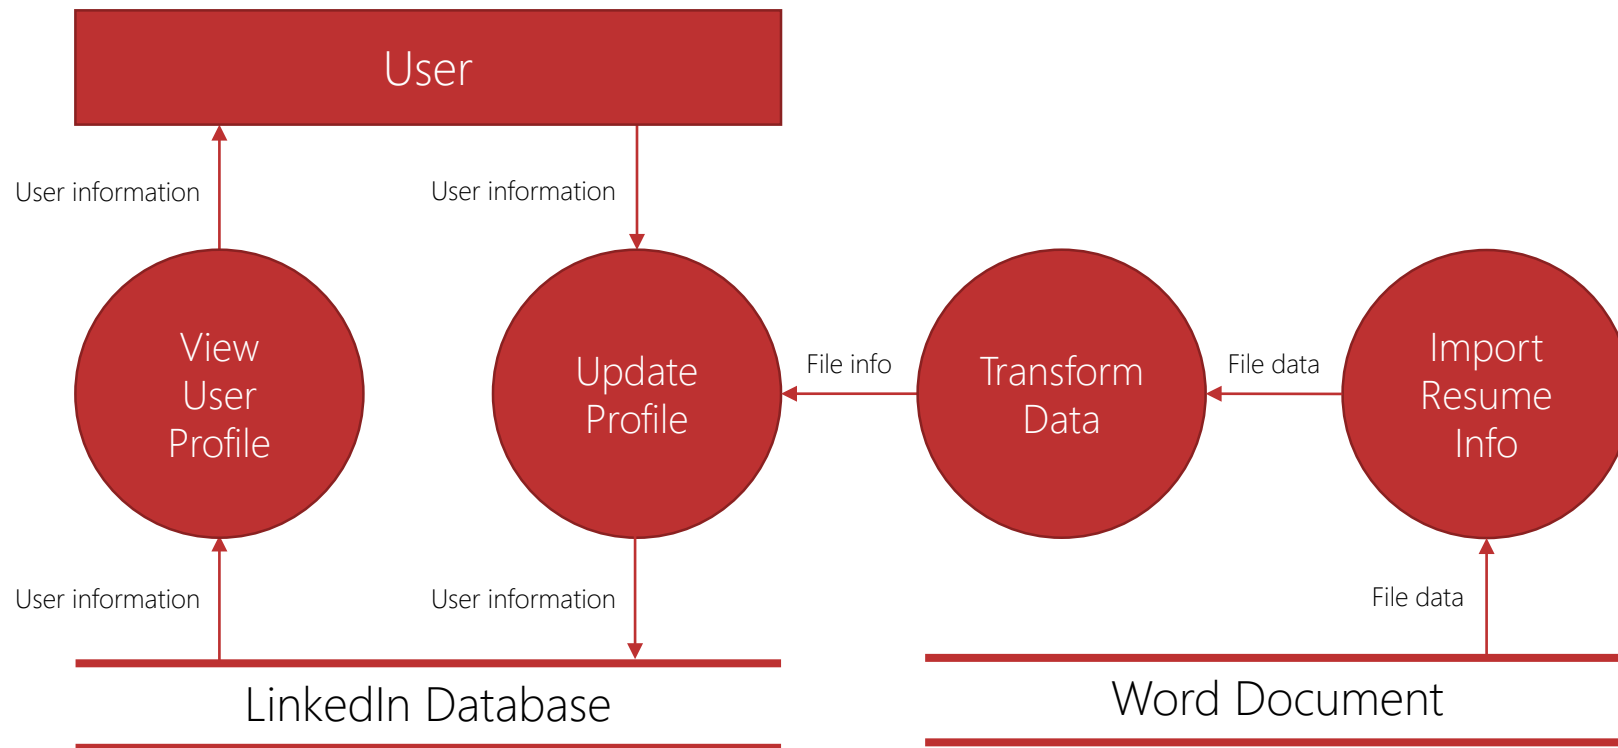 User
User information
User information
View
User
Profile
Update
Profile
File info
Transform
Data
File data
Import
Resume
Info
User information
User information
File data
LinkedIn Database
Word Document